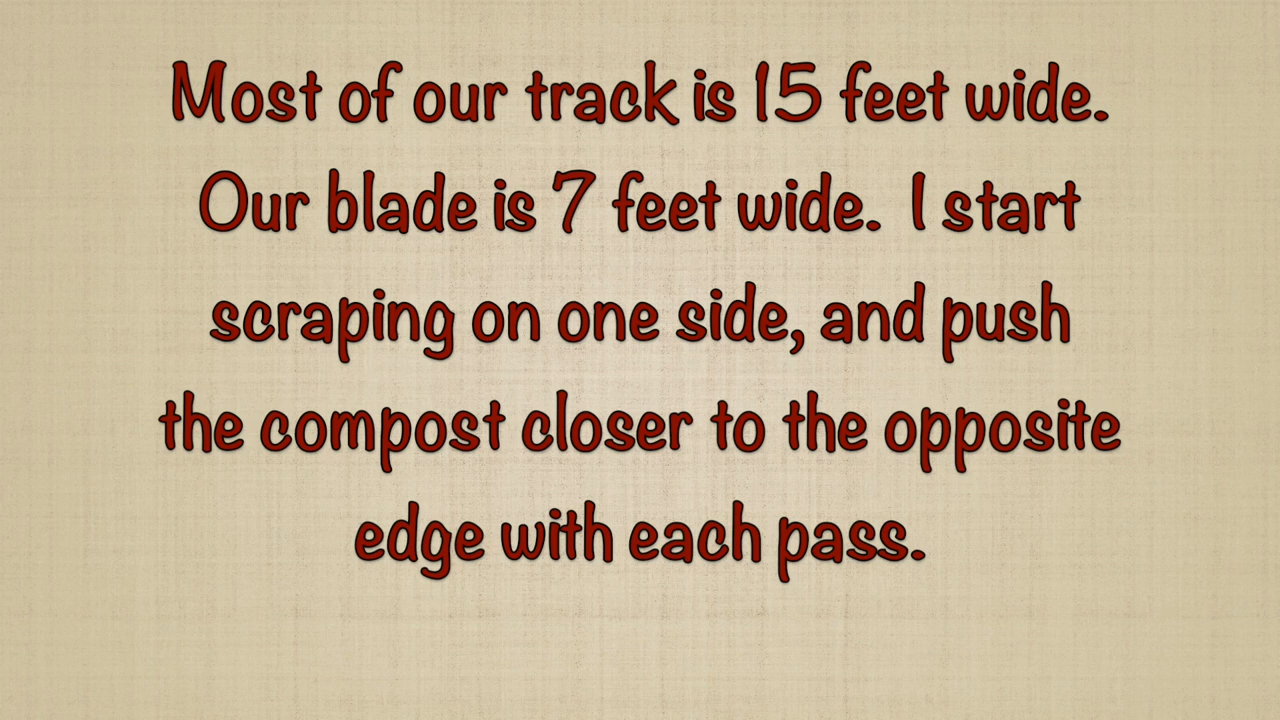 Most of our track is 15 feet wide.
Our blade is 7 feet wide.  I start
scraping on one side, and push
the compost closer to the opposite
edge with each pass.